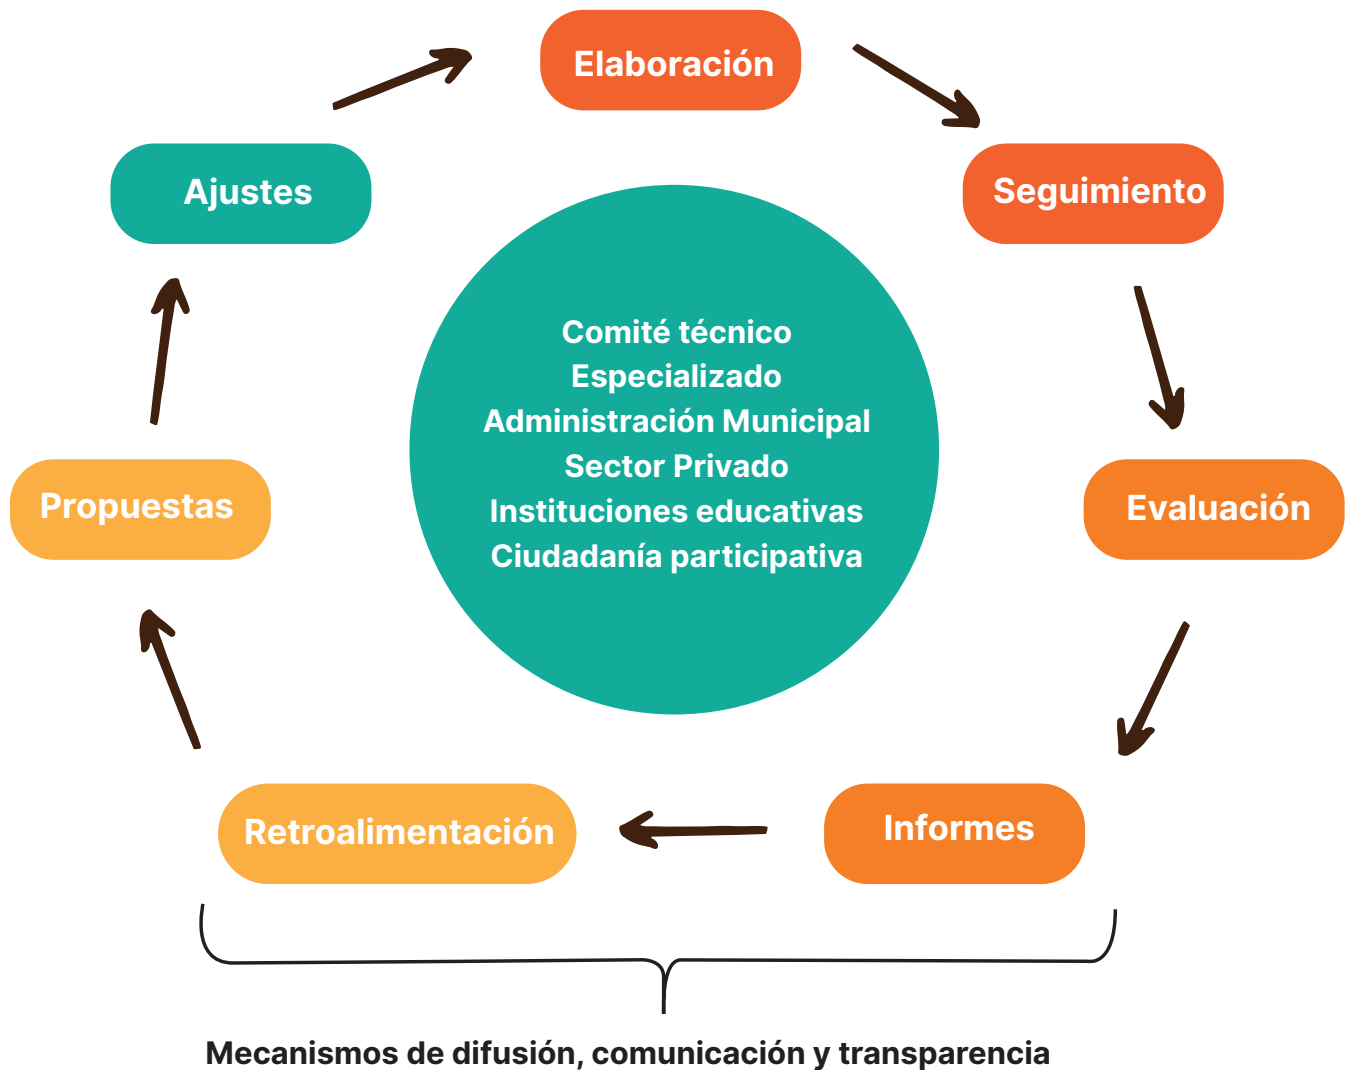 Elaboración
Seguimiento
Evaluación
Informes
Retroalimentación
Propuestas
Ajustes
Comité técnico
Especializado
Administración Municipal
Sector Privado
Instituciones educativas
Ciudadanía participativa
Mecanismos de difusión, comunicación y transparencia